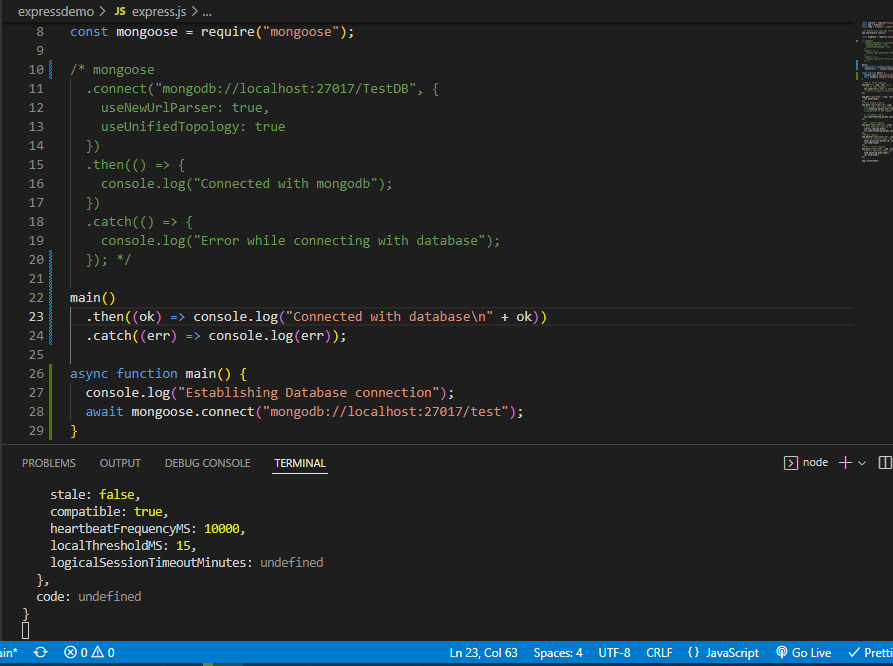 expressdemo > JS express.js > ...
8 const mongoose = require("mongoose");
9
10 /* mongoose
11 .connect("mongodb://localhost:27017/TestDB", {
12 useNewUrlParser: true,
13 useUnifiedTopology: true
14 })
15 .then(() => {
16 console.log("Connected with mongodb");
17 })
18 .catch(() => {
19 console.log("Error while connecting with database");
20 }); */
21
22 main()
23 .then((ok) => console.log("Connected with database\n" + ok))
24 .catch((err) => console.log(err));
25
26 async function main() {
27 console.log("Establishing Database connection");
28 await mongoose.connect("mongodb://localhost:27017/test");
29 }
PROBLEMS OUTPUT DEBUG CONSOLE TERMINAL node
stale: false,
compatible: true,
heartbeatFrequencyMS: 10000,
localThresholdMS: 15,
logicalSessionTimeoutMinutes: undefined
},
code: undefined
}
ain* 0 0 Ln 23, Col 63 Spaces: 4 UTF-8 CRLF {} JavaScript Go Live Pretti